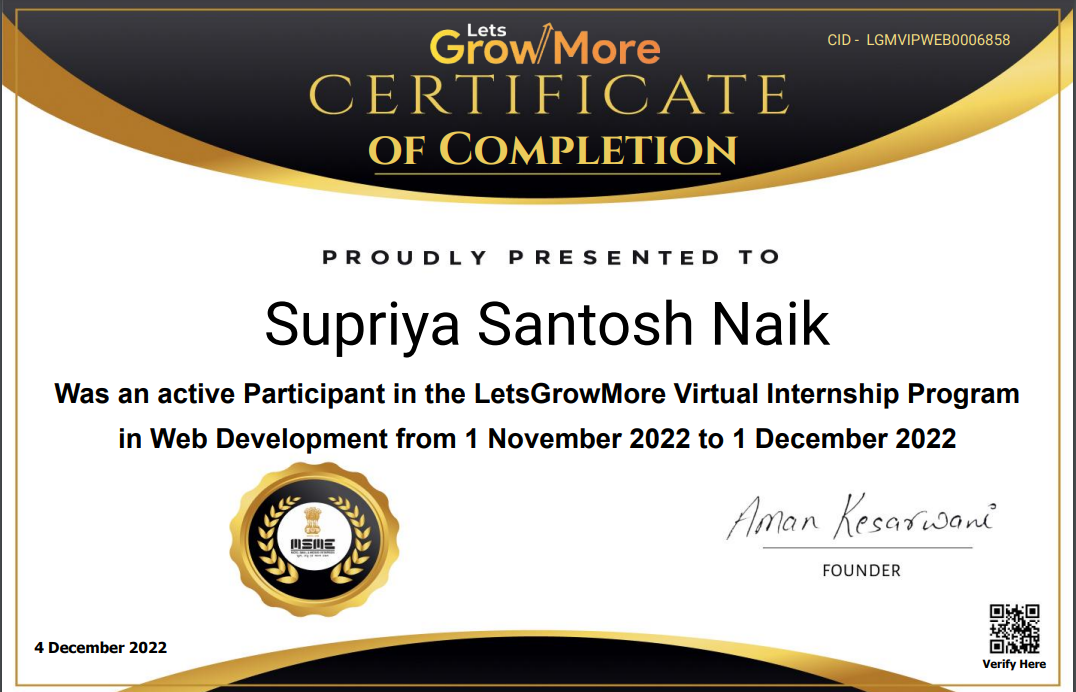 Lets
GrowMore
CID - LGMVIPWEB0006858
CERTIFICATE
OF COMPLETION
PROUDLY PRESENTED TO
Supriya Santosh Naik
Was an active Participant in the LetsGrowMore Virtual Internship Program
in Web Development from 1 November 2022 to 1 December 2022
MSME
Aman Kesarwani
FOUNDER
4 December 2022
Verify Here